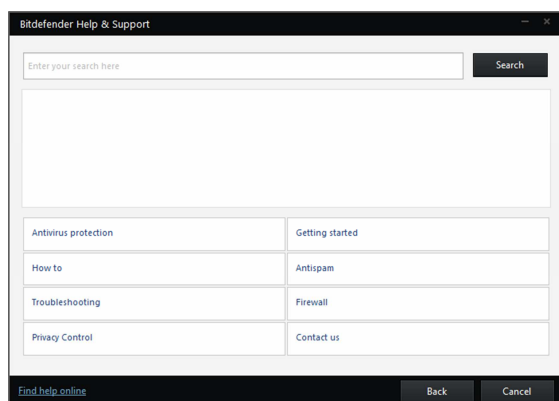 Bitdefender Help & Support
Enter your search here
Search
Antivirus protection
Getting started
How to
Antispam
Troubleshooting
Firewall
Privacy Control
Contact us
Find help online
Back
Cancel